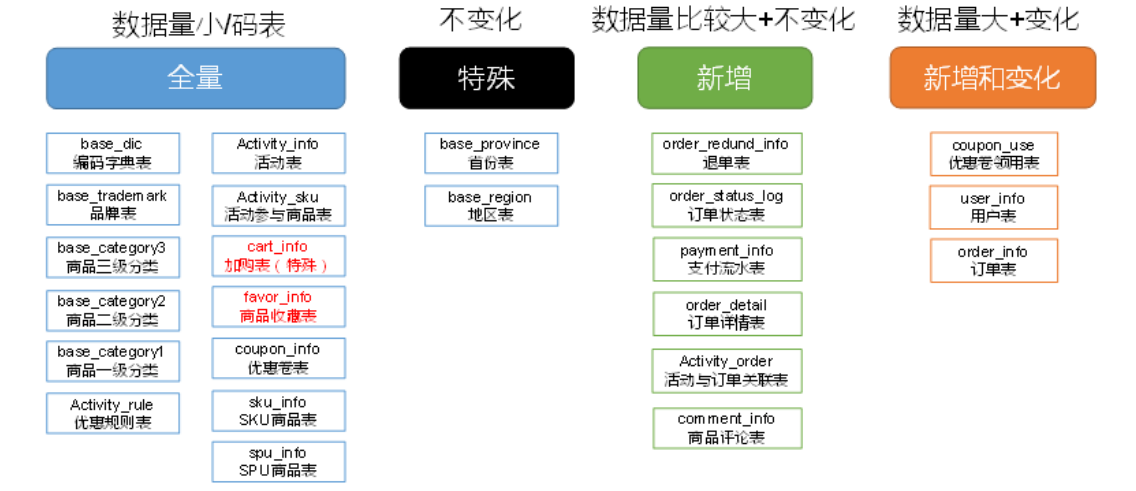 数据量小/码表
全量
base_dic
编码字典表
base_trademark
品牌表
base_category3
商品三级分类
base_category2
商品二级分类
base_category1
商品一级分类
Activity_rule
优惠规则表
Activity_info
活动表
Activity_sku
活动参与商品表
cart_info
加购表（特殊）
favor_info
商品收藏表
coupon_info
优惠卷表
sku_info
SKU商品表
spu_info
SPU商品表
不变化
特殊
base_province
省份表
base_region
地区表
数据量比较大+不变化
新增
order_redund_info
退单表
order_status_log
订单状态表
payment_info
支付流水表
order_detail
订单详情表
Activity_order
活动与订单关联表
comment_info
商品评论表
数据量大+变化
新增和变化
coupon_use
优惠卷领用表
user_info
用户表
order_info
订单表